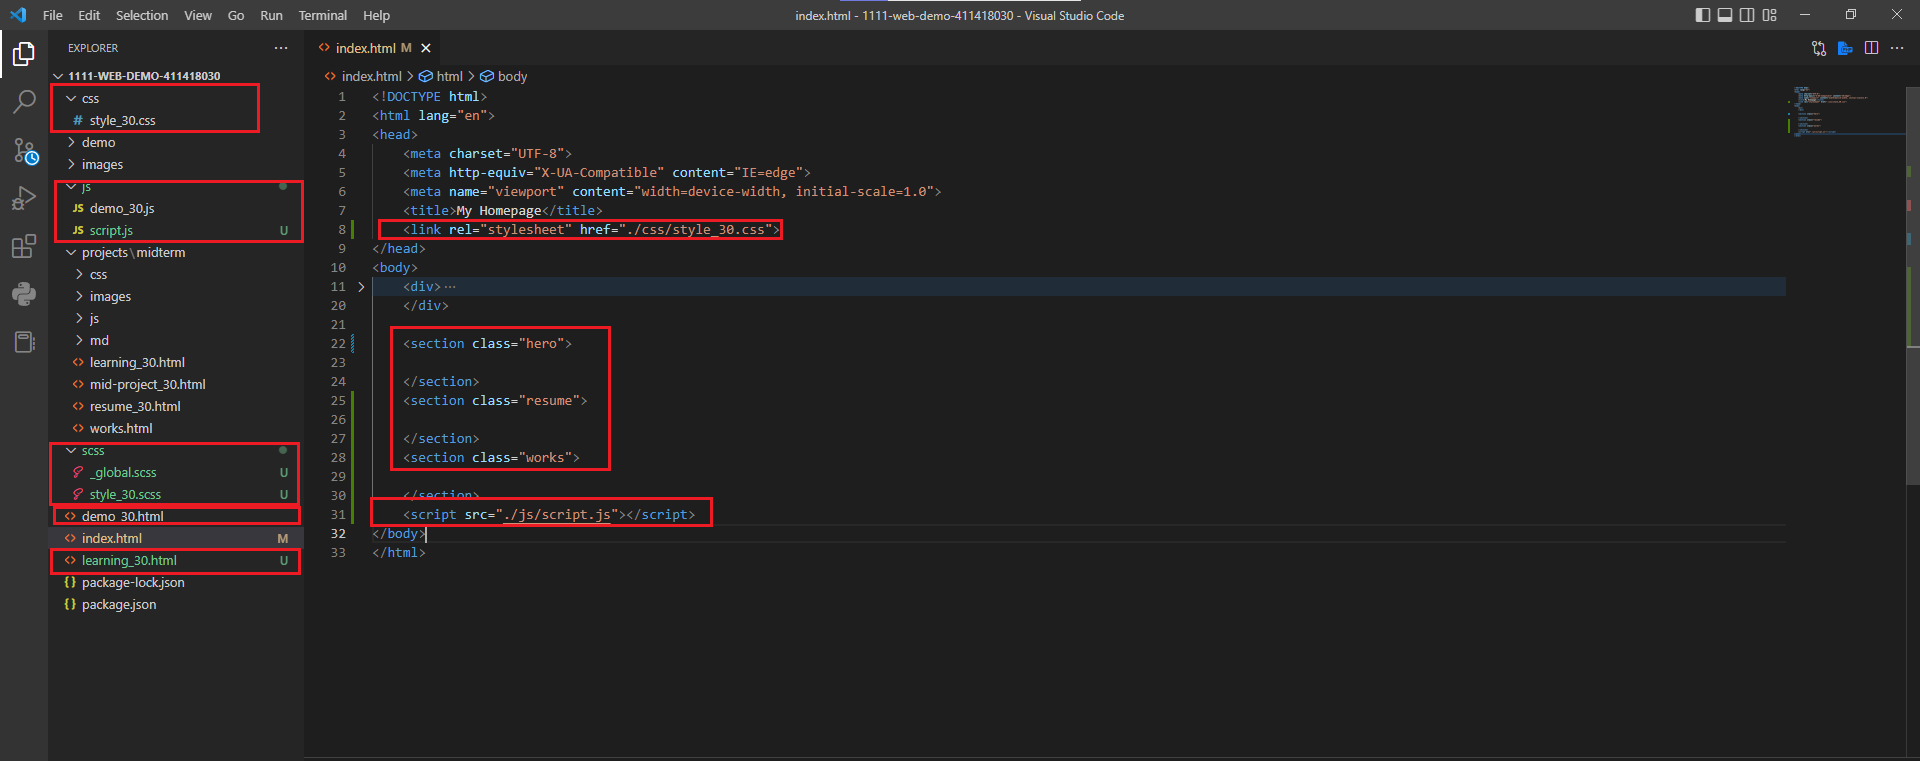 File Edit Selection View Go Run Terminal Help
index.html - 1111-web-demo-411418030 - Visual Studio Code
EXPLORER
1111-WEB-DEMO-411418030
css
# style_30.css
demo
images
js
JS demo_30.js
JS script.js U
projects\midterm
css
images
js
md
<> learning_30.html
<> mid-project_30.html
<> resume_30.html
<> works.html
scss
_global.scss U
style_30.scss U
<> demo_30.html
<> index.html M
<> learning_30.html U
{} package-lock.json
{} package.json
<> index.html M
<> index.html > html > body
1 <!DOCTYPE html>
2 <html lang="en">
3 <head>
4 <meta charset="UTF-8">
5 <meta http-equiv="X-UA-Compatible" content="IE=edge">
6 <meta name="viewport" content="width=device-width, initial-scale=1.0">
7 <title>My Homepage</title>
8 <link rel="stylesheet" href="./css/style_30.css">
9 </head>
10 <body>
11 <div>…
20 </div>
21
22 <section class="hero">
23
24 </section>
25 <section class="resume">
26
27 </section>
28 <section class="works">
29
30 </section>
31 <script src="./js/script.js"></script>
32 </body>
33 </html>